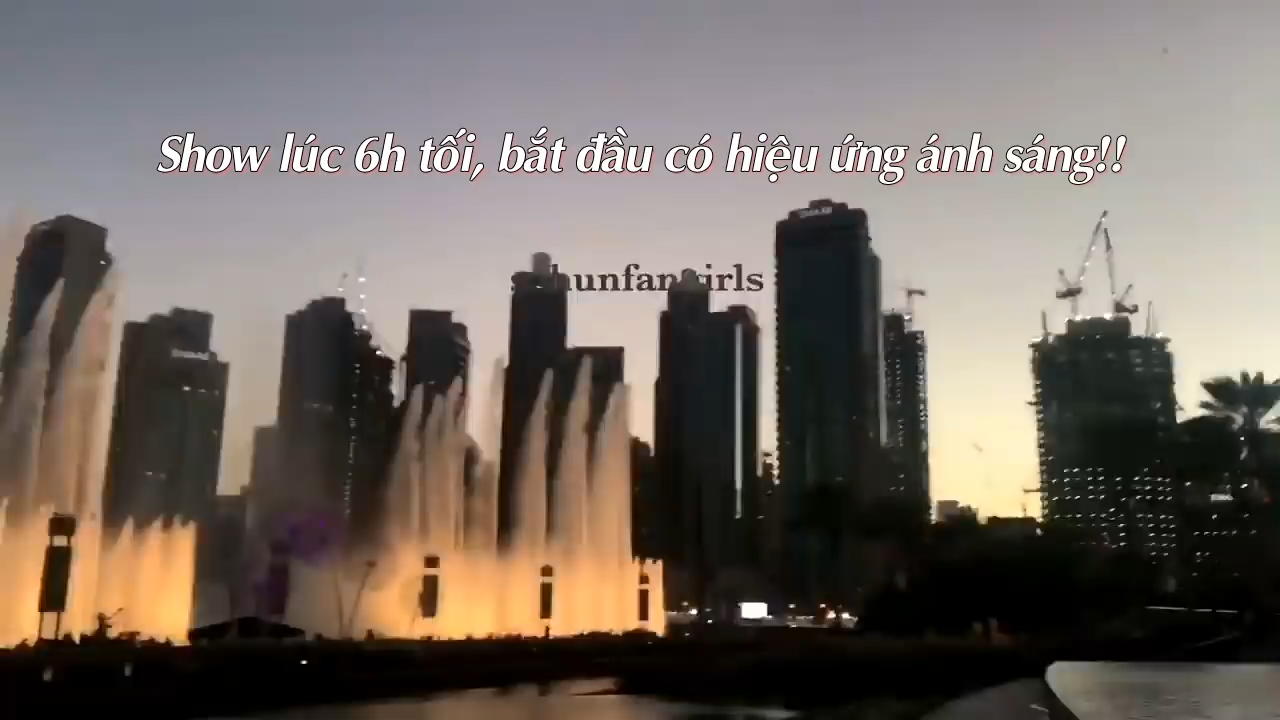 Show lúc 6h tối, bắt đầu có hiệu ứng ánh sáng!!